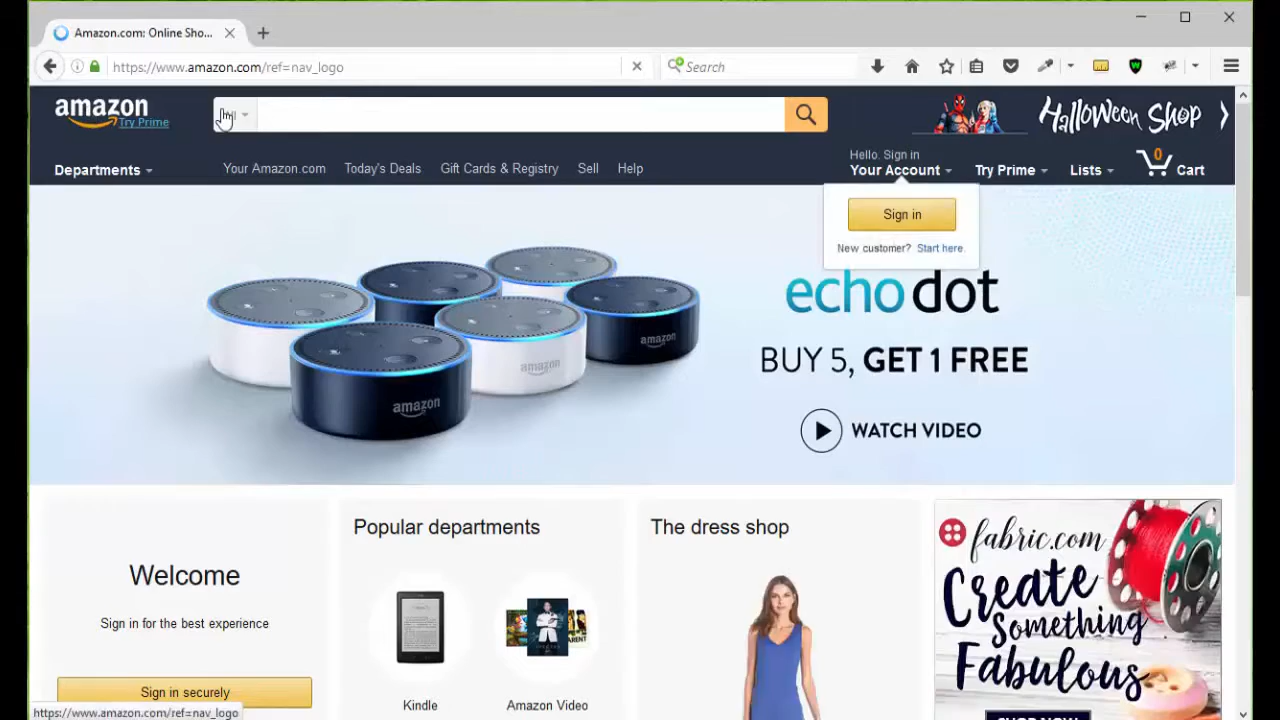 Amazon.com: Online Sho...
https://www.amazon.com/ref=nav_logo
Search
amazon
Try Prime
Halloween Shop
Departments
Your Amazon.com
Today's Deals
Gift Cards & Registry
Sell
Help
Hello. Sign in
Your Account
Try Prime
Lists
0
Cart
Sign in
New customer? Start here.
echo dot
BUY 5, GET 1 FREE
WATCH VIDEO
amazon
amazon
amazon
Welcome
Sign in for the best experience
Sign in securely
Popular departments
Kindle
Amazon Video
The dress shop
fabric.com
Create
Something
Fabulous
SHOP NOW
https://www.amazon.com/ref=nav_logo